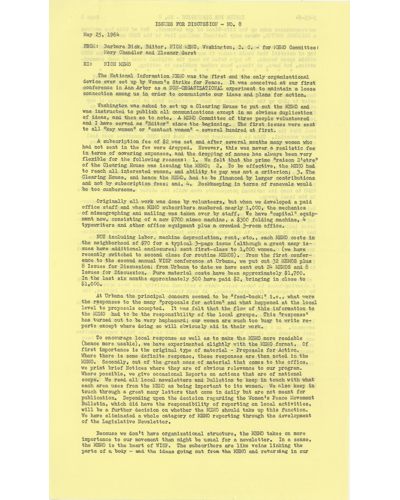 ISSUES FOR DISCUSSION - NO. 8
May 25, 1964
FROM: Barbara Bick, Editor, NICH MEMO, Washington, D. C. - for MEMO Committee:
Mary Chandler and Eleanor Garst
RE: NICH MEMO
The National Information MEMO was the first and the only organizational
device ever set up by Women's Strike for Peace. It was conceived at our first
conference in Ann Arbor as a NON-ORGANIZATIONAL experiment to maintain a loose
connection among us in order to communicate our ideas and plans for action.
Washington was asked to set up a Clearing House to put out the MEMO and
was instructed to publish all communications except in an obvious duplication
of ideas, and then so to note. A MEMO Committee of three people volunteered
and I have served as "Editor" since the beginning. The first issues were sent
to all "key women" or "contact women" - several hundred at first.
A subscription fee of $2 was set and after several months many women who
had not sent in the fee were dropped. However, this was never a realistic fee
in terms of covering expenses, and the dropping of names has always been very
flexible for the following reasons: 1. We felt that the prime "raison d'etre"
of the Clearing House was issuing the MEMO; 2. To be effective, the MEMO had
to reach all interested women, and ability to pay was not a criterion; 3. The
Clearing House, and hence the MEMO, had to be financed by larger contributions
and not by subscription fees; and 4. Bookkeeping in terms of renewals would
be too cumbersome.
Originally all work was done by volunteers, but when we developed a paid
office staff and when MEMO subscribers numbered nearly 1,000, the mechanics
of mimeographing and mailing was taken over by staff. We have "capital" equip-
ment now, consisting of a new $700 mimeo machine, a $300 folding machine, 4
typewriters and other office equipment plus a crowded 3-room office.
NOT including labor, machine depreciation, rent, etc., each MEMO costs in
the neighborhood of $70 for a typical 3-page issue (although a great many is-
sues have additional enclosures) sent first-class to 1,600 women. (we have
recently switched to second class for routine MEMOS). From the first confer-
ence to the second annual WISP conference at Urbana, we put out 32 MEMOS plus
8 Issues for Discussion; from Urbana to date we have sent out 24 MEMOS and 8
Issues for Discussion. Pure material costs have been approximately $1,700.
(In the last six months approximately 500 have paid $2, bringing in close to
$1,000.
At Urbana the principal concern seemed to be "feed-back" i.e., what were
the responses to the many "proposals for action" and what happened at the local
level to proposals accepted. It was felt that the flow of this information to
the MEMO had to be the responsibility of the local groups. This "response"
has turned out to be very haphazard; our women are much too busy to write re-
ports except where doing so will obviously aid in their work.
To encourage local response as well as to make the MEMO more readable
(hence more usable), we have experimented slightly with the MEMO format. Of
first importance is the original type of material - Proposals for Action.
Where there is some definite response, these responses are then noted in the
MEMO. Secondly, out of the great mass of material that comes to the office,
we print brief Notices where they are of obvious relevance to our program.
Where possible, we give occasional Reports on actions that are of national
scope. We read all local newsletters and Bulletins to keep in touch with what
each area uses from the MEMO as being important to its women. We also keep in
touch through a great many letters that come in daily but are not meant for
publication. Depending upon the decision regarding the Women's Peace Movement
Bulletin, which did have the responsibility of reporting on local activities,
will be a further decision on whether the MEMO should take up this function.
We have eliminated a whole category of MEMO reporting through the development
of the Legislative Newsletter.
Because we don't have organizational structure, the MEMO takes on more
importance to our movement than might be usual for a newsletter. In a sense,
the MEMO is the heart of WISP. The subscribers are like veins linking the
parts of a body - and the ideas going out from the MEMO and returning in our